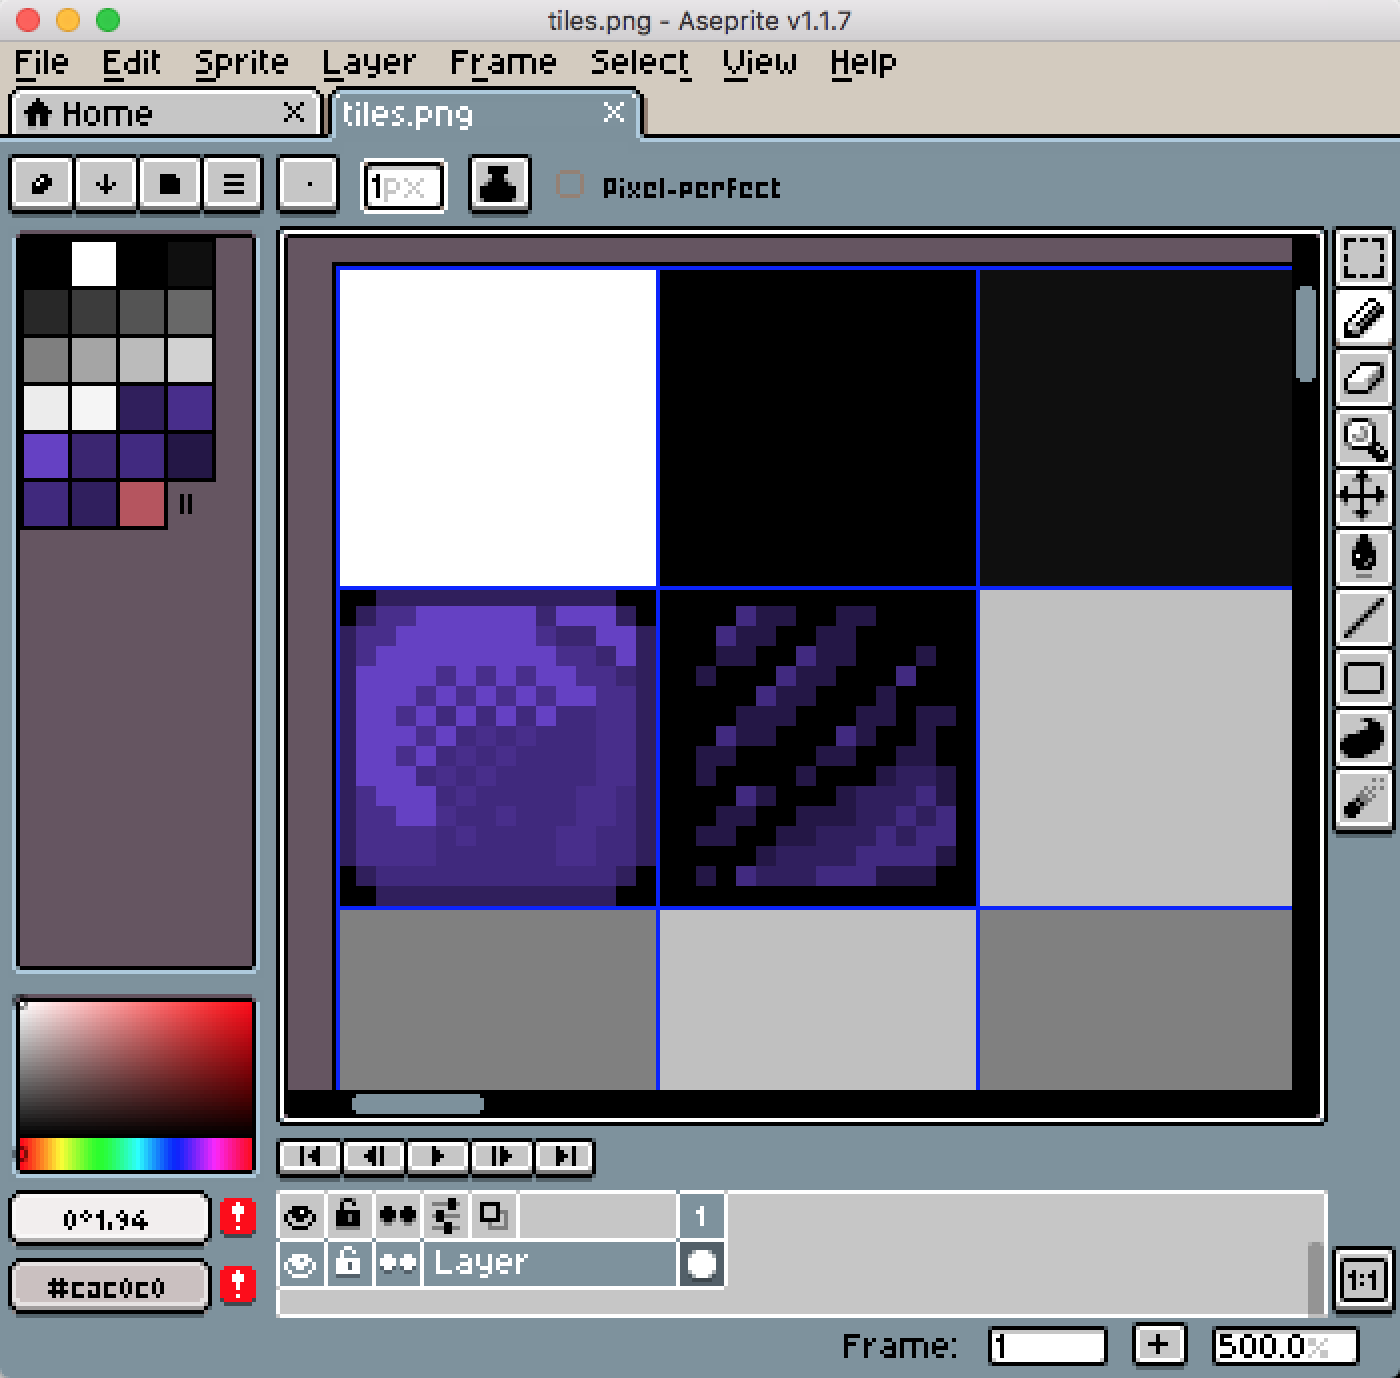 tiles.png - Aseprite v1.1.7
File Edit Sprite Layer Frame Select View Help
Home tiles.png
1px Pixel-perfect
0°1.94
#cac0c0
1
Layer
1:1
Frame: 1 + 500.0%